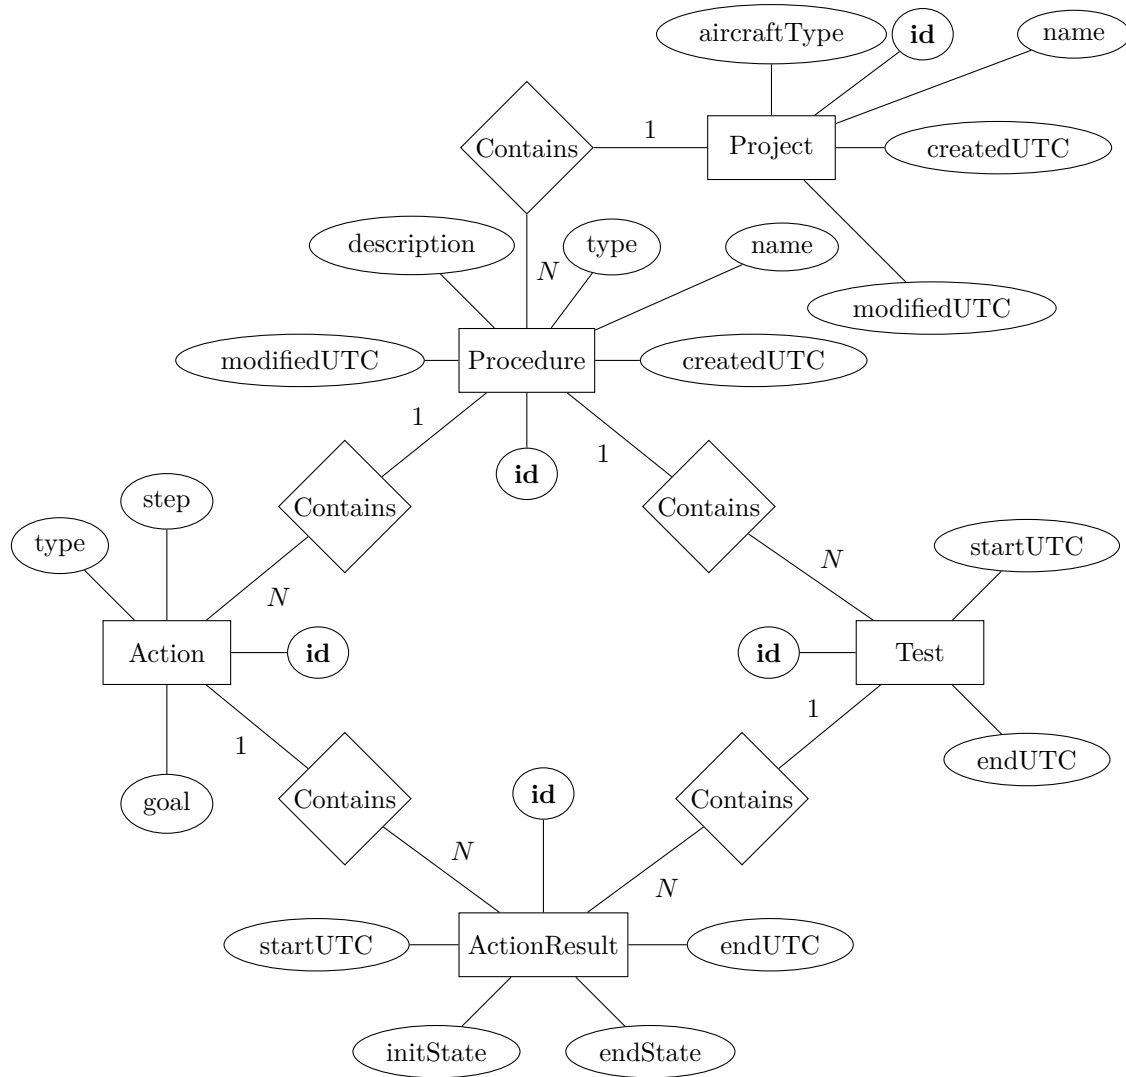 aircraftType
id
name
1
Contains
Project
createdUTC
description
type
name
N
modifiedUTC
modifiedUTC
Procedure
createdUTC
1
1
id
step
Contains
Contains
type
startUTC
N
N
Action
id
id
Test
1
1
endUTC
goal
Contains
id
Contains
N
N
startUTC
ActionResult
endUTC
initState
endState